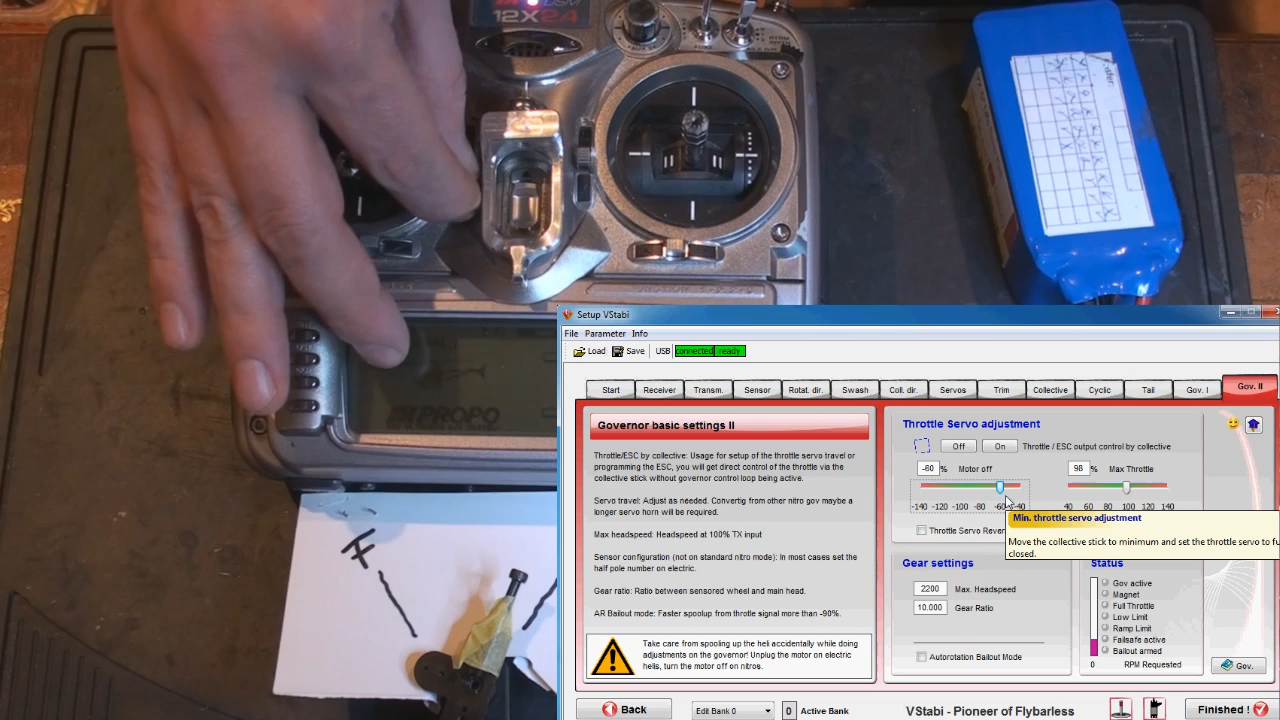 12X 2.4
PROPO
F
Setup VStabi
File Parameter Info
Load Save USB connected ready
Start Receiver Transm. Sensor Rotat. dir. Swash Coll. dir. Servos Trim Collective Cyclic Tail Gov. I Gov. II
Governor basic settings II
Throttle/ESC by collective: Usage for setup of the throttle servo travel or
programming the ESC, you will get direct control of the throttle via the
collective stick without governor control loop being active.
Servo travel: Adjust as needed. Convertig from other nitro gov maybe a
longer servo horn will be required.
Max headspeed: Headspeed at 100% TX input
Sensor configuration (not on standard nitro mode): In most cases set the
half pole number on electric.
Gear ratio: Ratio between sensored wheel and main head.
AR Bailout mode: Faster spoolup from throtle signal more than -90%.
Take care from spooling up the heli accidentally while doing
adjustments on the governor! Unplug the motor on electric
helis, turn the motor off on nitros.
Throttle Servo adjustment
Off On Throttle / ESC output control by collective
-60 % Motor off 98 % Max Throttle
-140 -120 -100 -80 -60 -40 40 60 80 100 120 140
Throttle Servo Rever
Min. throttle servo adjustment
Move the collective stick to minimum and set the throttle servo to fu
closed.
Gear settings
2200 Max. Headspeed
10.000 Gear Ratio
Autorotation Bailout Mode
Status
Gov active
Magnet
Full Throttle
Low Limit
Ramp Limit
Failsafe active
Bailout armed
0 RPM Requested
Gov.
Back Edit Bank 0 0 Active Bank VStabi - Pioneer of Flybarless Finished !